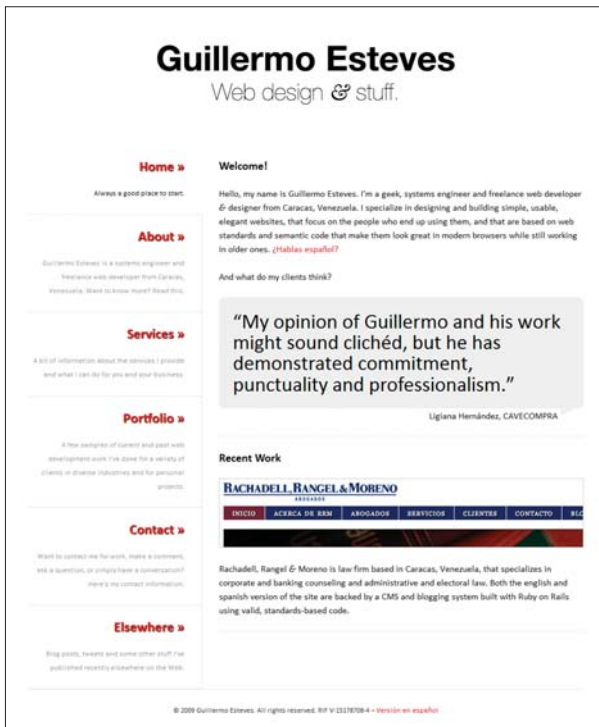 Guillermo Esteves
Web design & stuff.
Home »
Always a good place to start.
About »
Guillermo Esteves is a systems engineer and
freelance web developer from Caracas,
Venezuela. Want to know more? Read this.
Services »
A bit of information about the services I provide
and what I can do for you and your business.
Portfolio »
A few samples of current and past web
development work I've done for a variety of
clients in diverse industries and for personal
projects.
Contact »
Want to contact me for work, make a comment,
ask a question, or simply have a conversation?
Here's my contact information.
Elsewhere »
Blog posts, tweets and some other stuff I've
published recently elsewhere on the Web.
Welcome!
Hello, my name is Guillermo Esteves. I'm a geek, systems engineer and freelance web developer
& designer from Caracas, Venezuela. I specialize in designing and building simple, usable,
elegant websites, that focus on the people who end up using them, and that are based on web
standards and semantic code that make them look great in modern browsers while still working
in older ones. ¿Hablas español?
And what do my clients think?
“My opinion of Guillermo and his work
might sound clichéd, but he has
demonstrated commitment,
punctuality and professionalism.”
Ligiana Hernández, CAVECOMPRA
Recent Work
RACHADELL, RANGEL & MORENO
ABOGADOS
INICIO ACERCA DE RRM ABOGADOS SERVICIOS CLIENTES CONTACTO BLO
Rachadell, Rangel & Moreno is law firm based in Caracas, Venezuela, that specializes in
corporate and banking counseling and administrative and electoral law. Both the english and
spanish version of the site are backed by a CMS and blogging system built with Ruby on Rails
using valid, standards-based code.
© 2009 Guillermo Esteves. All rights reserved. RIF V-15178708-4 • Versión en español